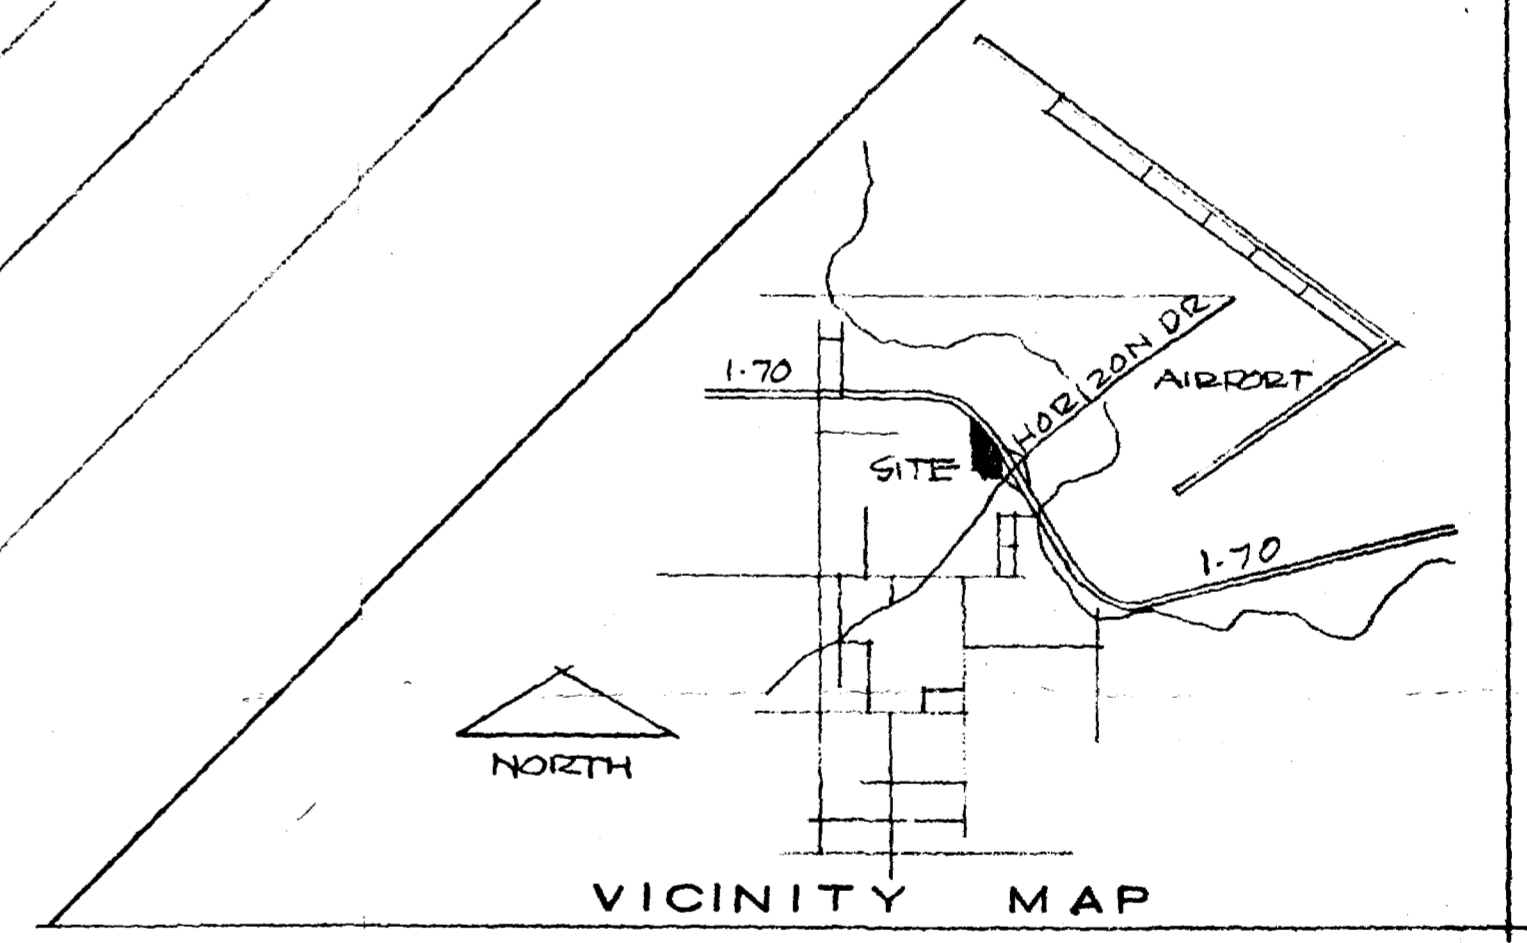 HORIZON DR
I-70
AIRPORT
SITE
I-70
NORTH
VICINITY MAP